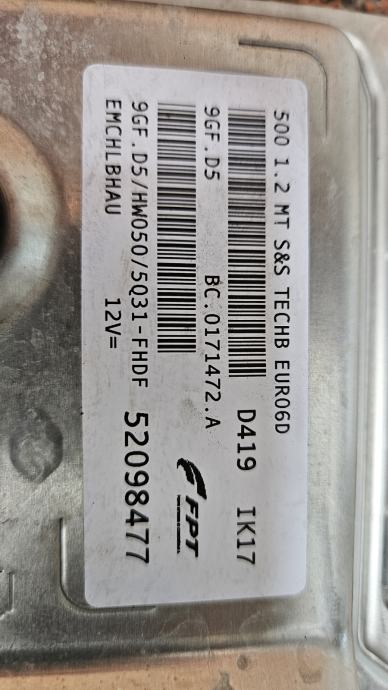 500 1.2 MT S&S TECHB EURO6D
D419 IK17
9GF.D5 BC.0171472.A
FPT
9GF.D5/HW050/5Q31-FHDF 52098477
EMCHLBHAU 12V=